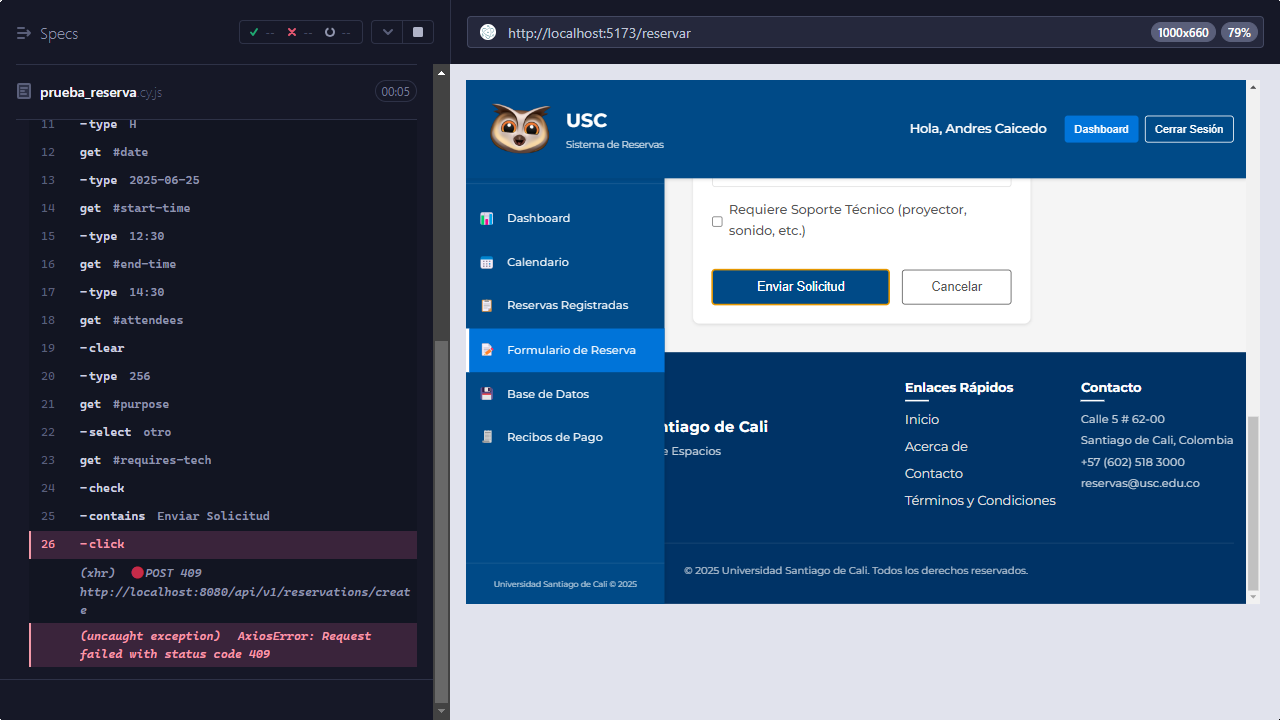 Specs
-- -- --
http://localhost:5173/reservar
1000x660 79%
prueba_reserva.cy.js 00:05
11 -type H
12 get #date
13 -type 2025-06-25
14 get #start-time
15 -type 12:30
16 get #end-time
17 -type 14:30
18 get #attendees
19 -clear
20 -type 256
21 get #purpose
22 -select otro
23 get #requires-tech
24 -check
25 -contains Enviar Solicitud
26 -click
(xhr) POST 409
http://localhost:8080/api/v1/reservations/creat
e
(uncaught exception) AxiosError: Request
failed with status code 409
USC
Sistema de Reservas
Hola, Andres Caicedo
Dashboard
Cerrar Sesión
Dashboard
Calendario
Reservas Registradas
Formulario de Reserva
Base de Datos
Recibos de Pago
Universidad Santiago de Cali © 2025
Requiere Soporte Técnico (proyector,
sonido, etc.)
Enviar Solicitud
Cancelar
ntiago de Cali
e Espacios
Enlaces Rápidos
Inicio
Acerca de
Contacto
Términos y Condiciones
Contacto
Calle 5 # 62-00
Santiago de Cali, Colombia
+57 (602) 518 3000
reservas@usc.edu.co
© 2025 Universidad Santiago de Cali. Todos los derechos reservados.